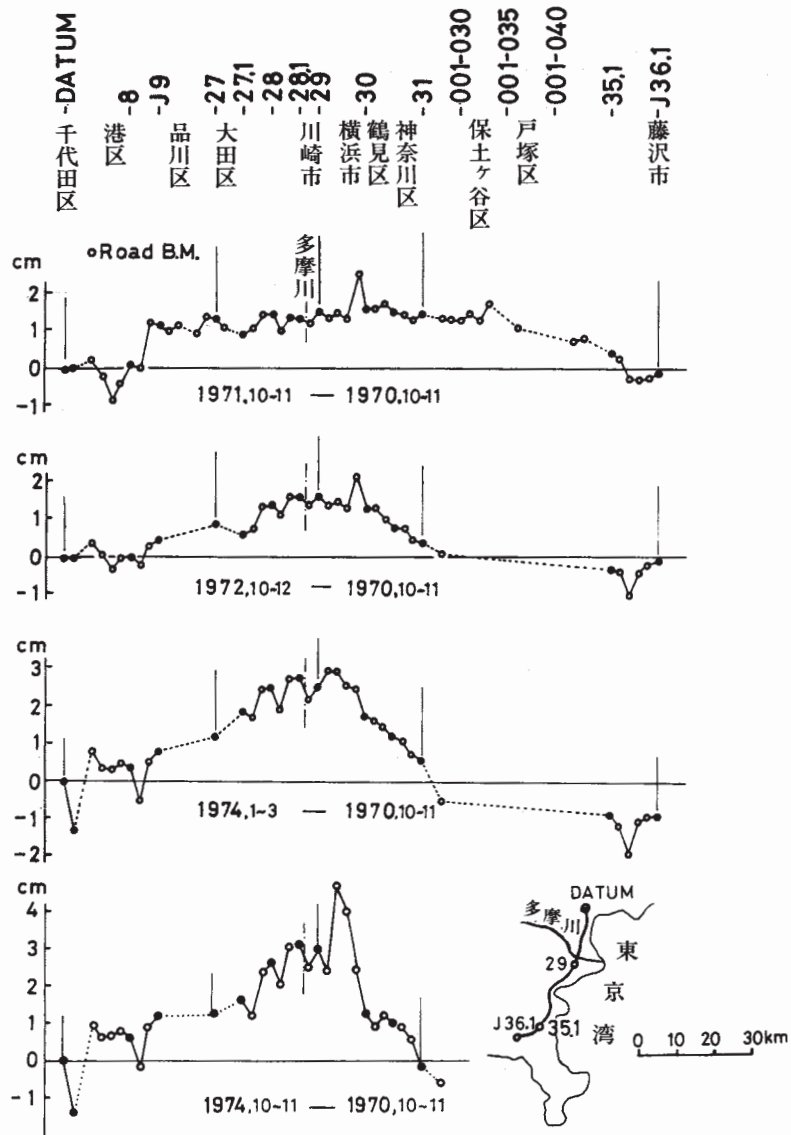 -DATUM
-8
-J9
-27
-27.1
-28
-28.1
-29
-30
-31
-001-030
-001-035
-001-040
-35.1
-J36.1
千代田区
港区
品川区
大田区
川崎市
横浜市
鶴見区
神奈川区
保土ヶ谷区
戸塚区
藤沢市
cm
Road B.M.
多摩川
2
1
0
-1
1971,10-11 — 1970,10-11
cm
2
1
0
-1
1972,10-12 — 1970,10-11
cm
3
2
1
0
-1
-2
1974,1~3 — 1970,10-11
cm
4
3
2
1
0
-1
1974,10~11 — 1970,10~11
DATUM
多摩川
29
東京湾
J36.1
35.1
0 10 20 30km